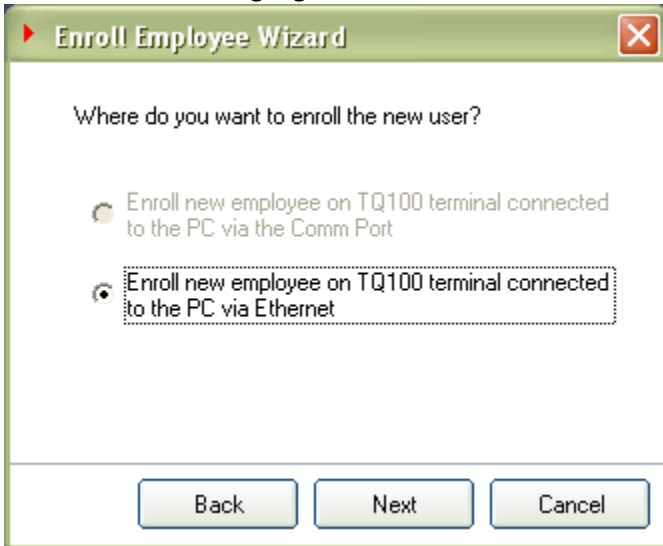 Enroll Employee Wizard
Where do you want to enroll the new user?
Enroll new employee on TQ100 terminal connected
to the PC via the Comm Port
Enroll new employee on TQ100 terminal connected
to the PC via Ethernet
Back Next Cancel